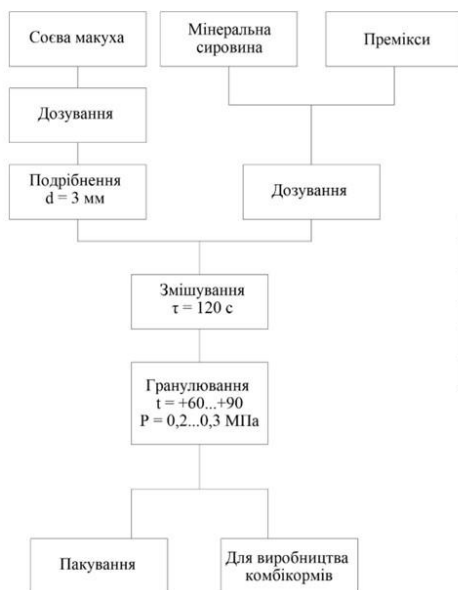 Соєва макуха
Мінеральна
сировина
Премікси
Дозування
Подрібнення
d = 3 мм
Дозування
Змішування
τ = 120 с
Гранулювання
t = +60...+90
P = 0,2...0,3 МПа
Пакування
Для виробництва
комбікормів